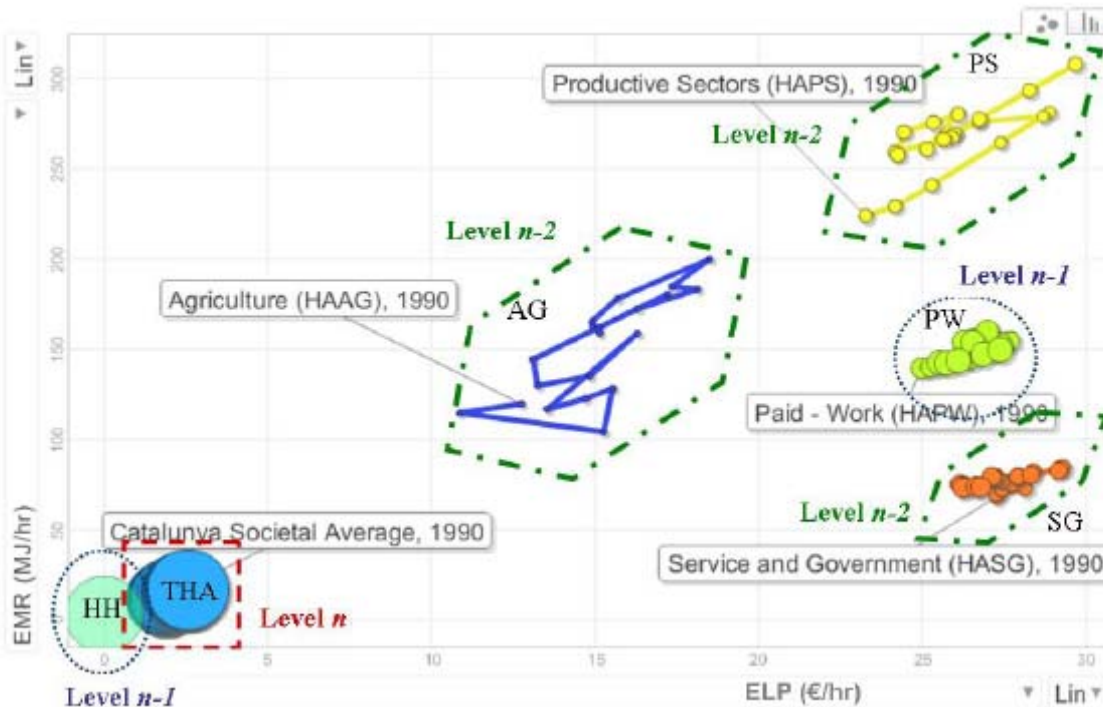 Lin
300
PS
Productive Sectors (HAPS), 1990
Level n-2
250
Level n-2
200
Level n-1
Agriculture (HAAG), 1990
AG
PW
150
Paid - Work (HAPW), 1990
100
Level n-2
SG
50
Catalunya Societal Average, 1990
Service and Government (HASG), 1990
HH
THA
Level n
0
EMR (MJ/hr)
0 5 10 15 20 25 30
Level n-1
ELP (€/hr)
Lin